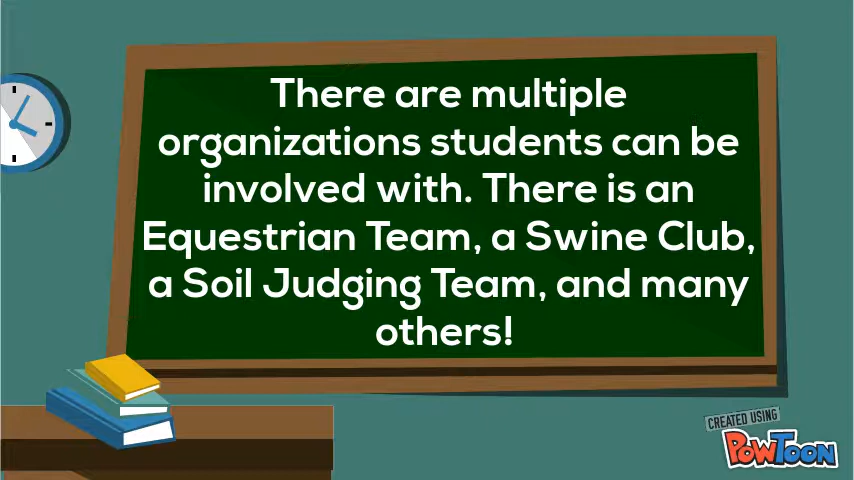 There are multiple
organizations students can be
involved with. There is an
Equestrian Team, a Swine Club,
a Soil Judging Team, and many
others!
CREATED USING
POWTOON